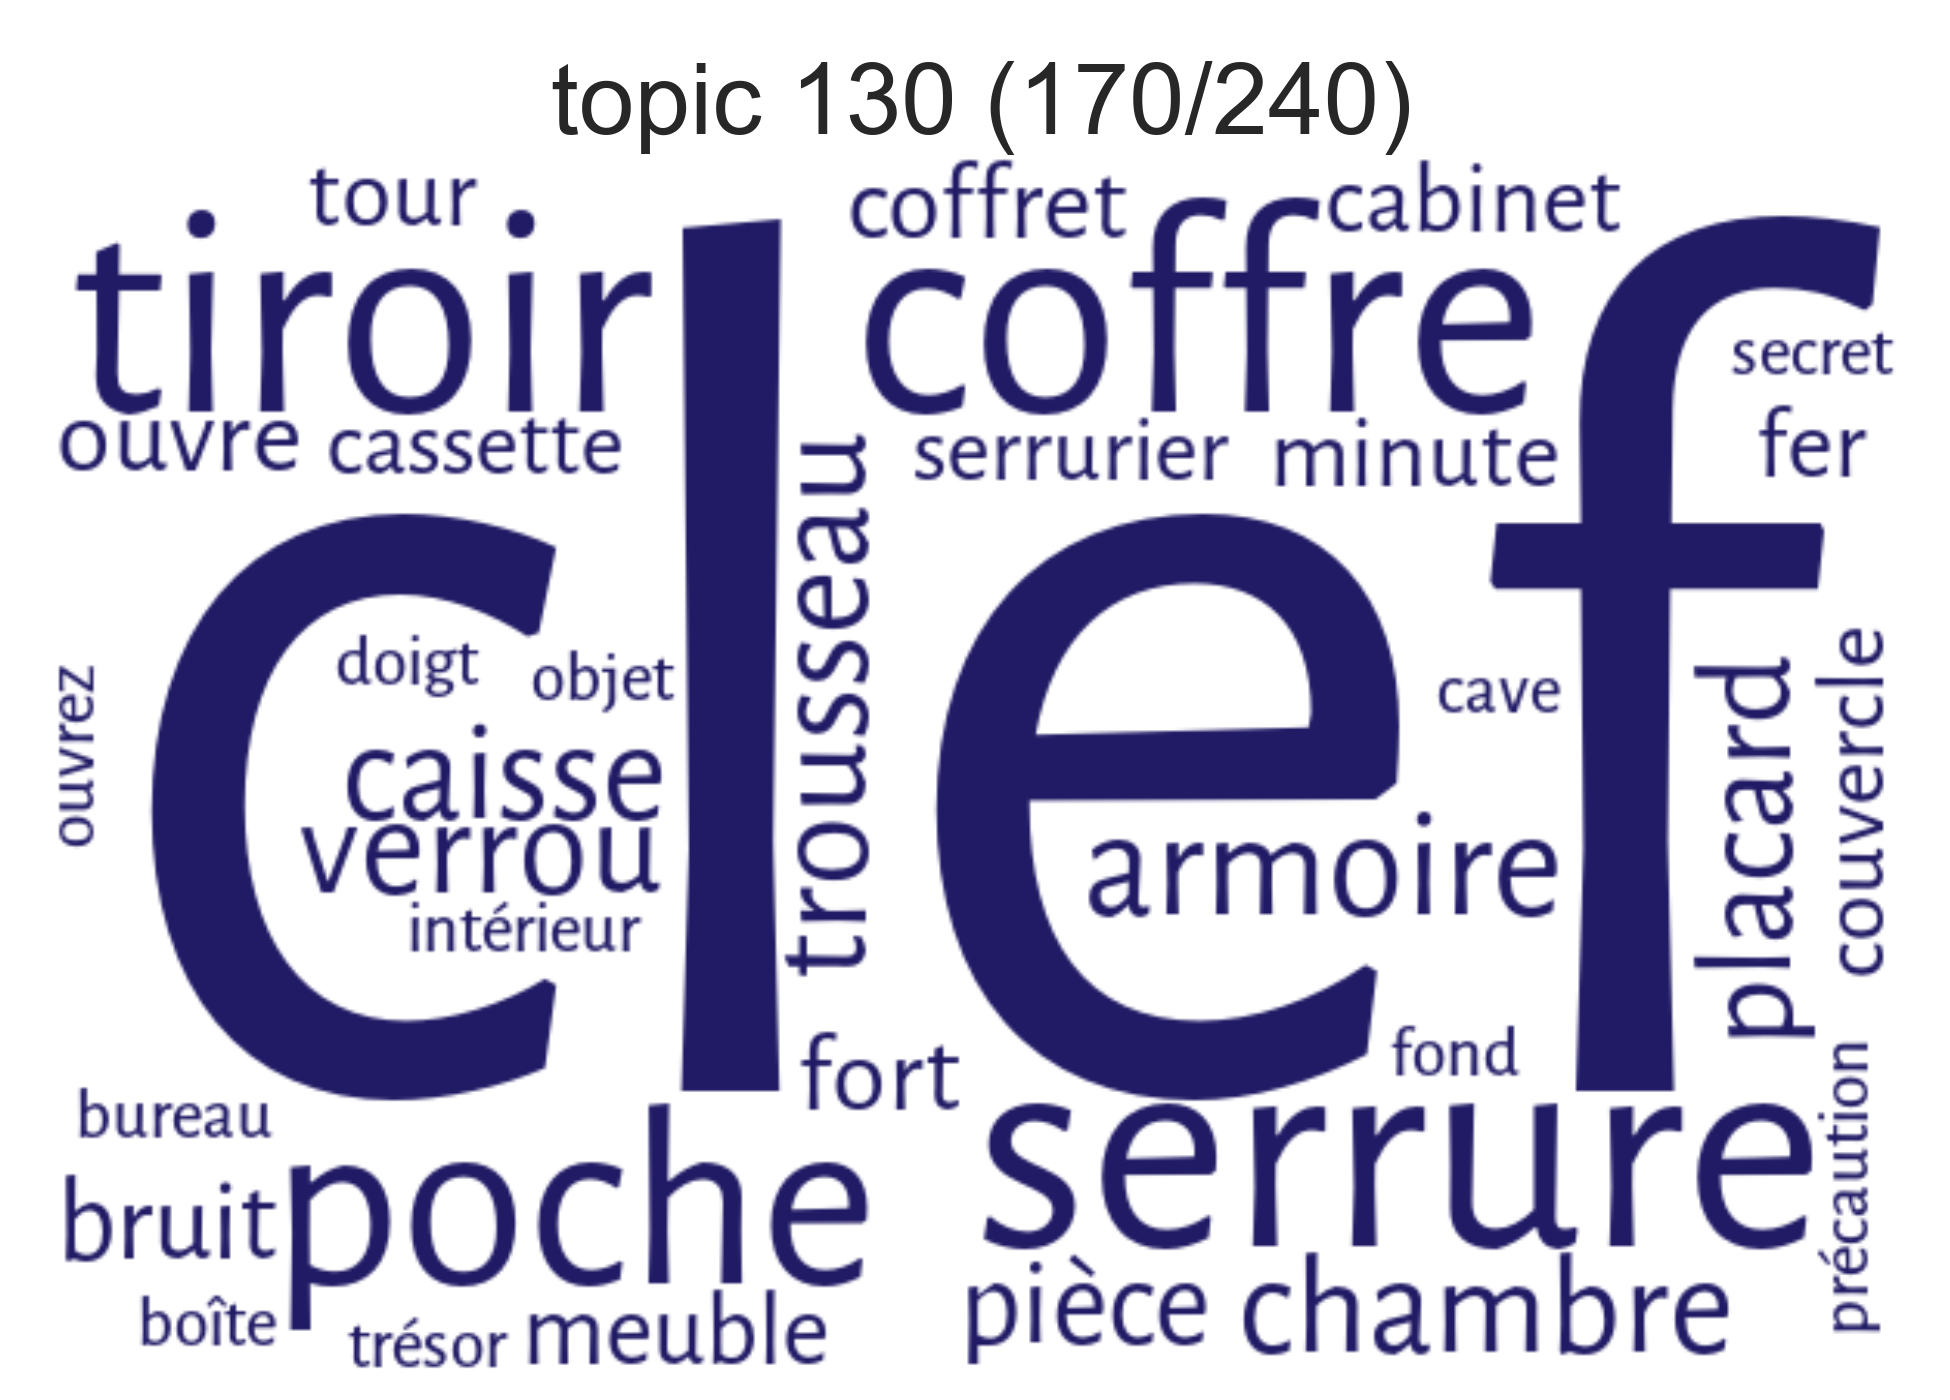 topic 130 (170/240)
tour
coffret
cabinet
tiroir
coffre
secret
ouvre
cassette
serrurier
minute
fer
clef
trousseau
doigt
objet
ouvrez
cave
placard
couvercle
caisse
verrou
armoire
intérieur
fort
fond
bureau
précaution
bruit
poche
serrure
boîte
trésor
meuble
pièce
chambre